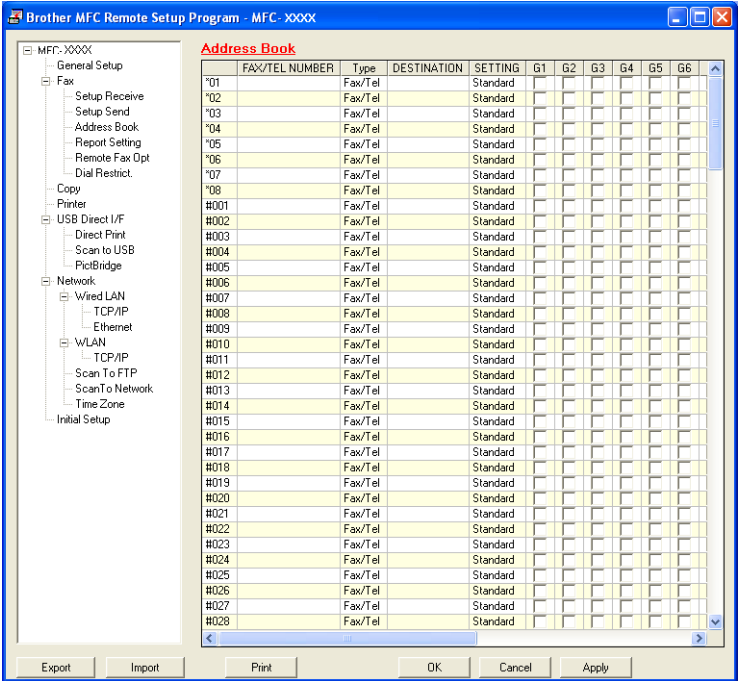 Brother MFC Remote Setup Program - MFC- XXXX
MFC- XXXX
General Setup
Fax
Setup Receive
Setup Send
Address Book
Report Setting
Remote Fax Opt
Dial Restrict.
Copy
Printer
USB Direct I/F
Direct Print
Scan to USB
PictBridge
Network
Wired LAN
TCP/IP
Ethernet
WLAN
TCP/IP
Scan To FTP
ScanTo Network
Time Zone
Initial Setup
Address Book
FAX/TEL NUMBER Type DESTINATION SETTING G1 G2 G3 G4 G5 G6
*01 Fax/Tel Standard
*02 Fax/Tel Standard
*03 Fax/Tel Standard
*04 Fax/Tel Standard
*05 Fax/Tel Standard
*06 Fax/Tel Standard
*07 Fax/Tel Standard
*08 Fax/Tel Standard
#001 Fax/Tel Standard
#002 Fax/Tel Standard
#003 Fax/Tel Standard
#004 Fax/Tel Standard
#005 Fax/Tel Standard
#006 Fax/Tel Standard
#007 Fax/Tel Standard
#008 Fax/Tel Standard
#009 Fax/Tel Standard
#010 Fax/Tel Standard
#011 Fax/Tel Standard
#012 Fax/Tel Standard
#013 Fax/Tel Standard
#014 Fax/Tel Standard
#015 Fax/Tel Standard
#016 Fax/Tel Standard
#017 Fax/Tel Standard
#018 Fax/Tel Standard
#019 Fax/Tel Standard
#020 Fax/Tel Standard
#021 Fax/Tel Standard
#022 Fax/Tel Standard
#023 Fax/Tel Standard
#024 Fax/Tel Standard
#025 Fax/Tel Standard
#026 Fax/Tel Standard
#027 Fax/Tel Standard
#028 Fax/Tel Standard
Export Import Print OK Cancel Apply